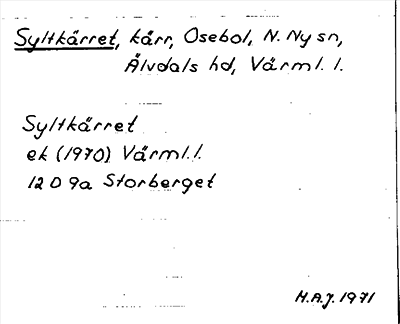 Syltkärret, kärr, Osebol, N. Ny sn,
Älvdals hd, Värml. l.
Syltkärret
ek (1970) Värml. l.
12 D 9a Storberget
H.A.J. 1971